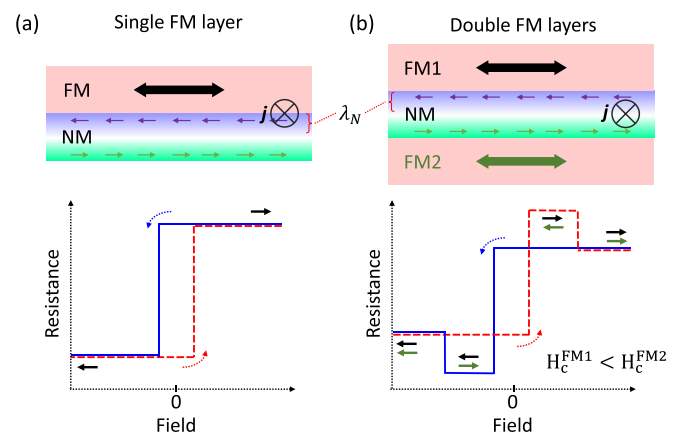 (a)
Single FM layer
FM
j
NM
λ_N
Resistance
0
Field
(b)
Double FM layers
FM1
NM
j
FM2
Resistance
H_c^FM1 < H_c^FM2
0
Field